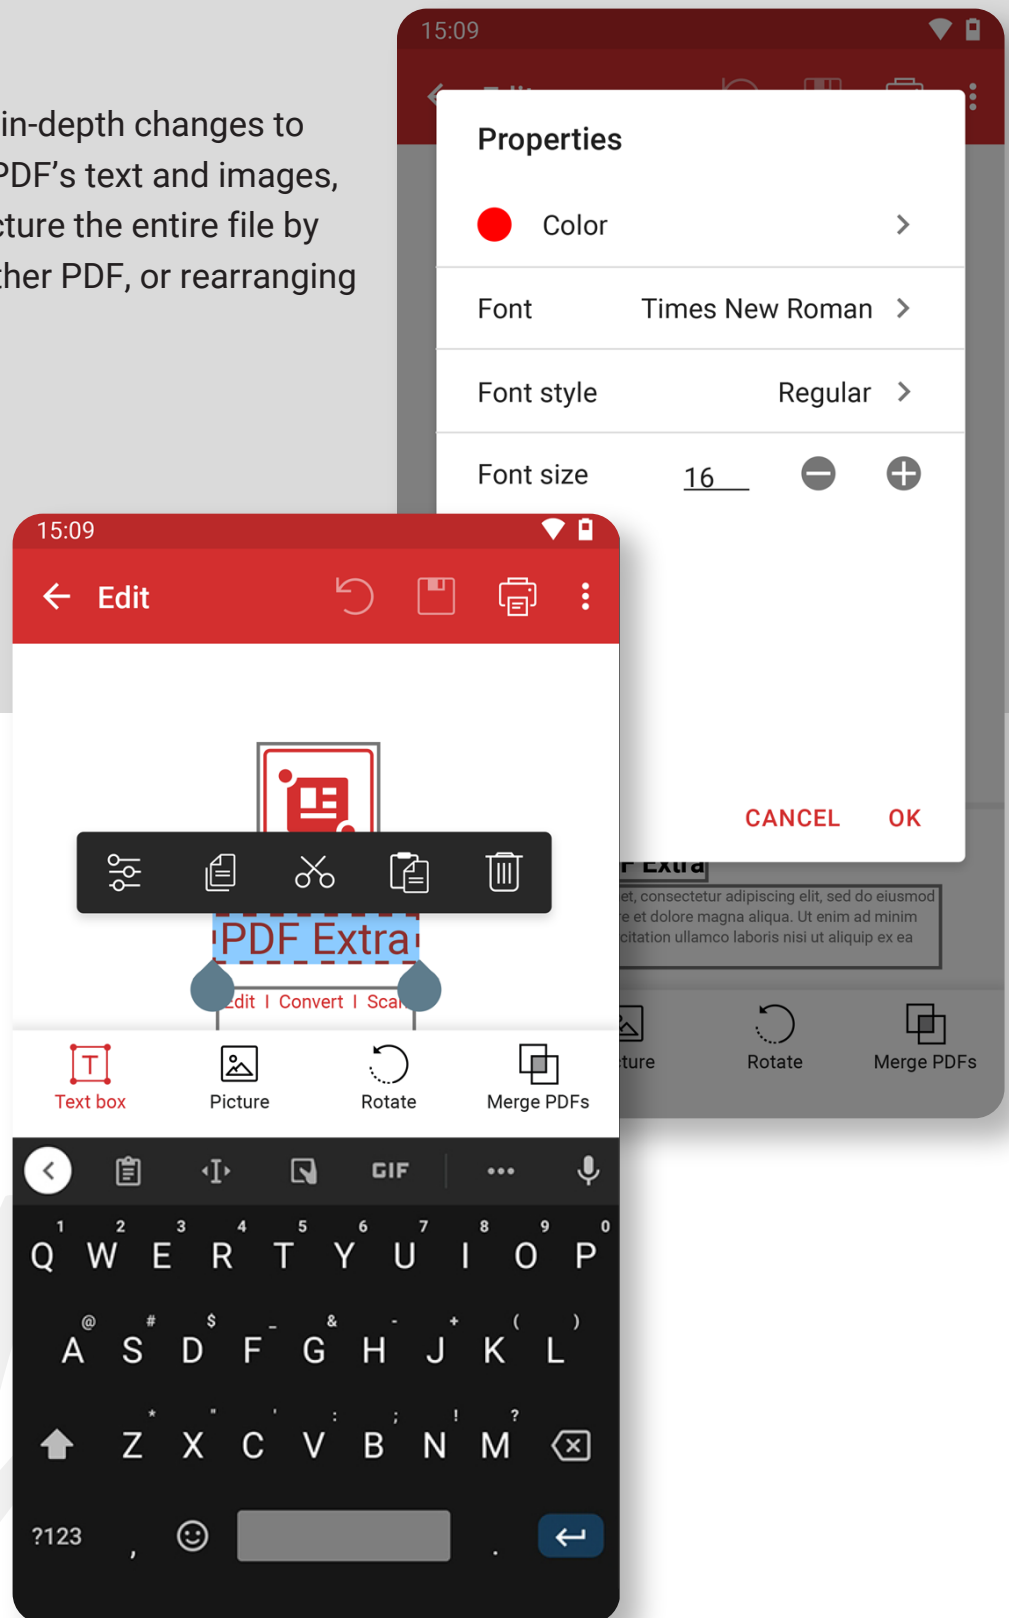 in-depth changes to
PDF's text and images,
cture the entire file by
ther PDF, or rearranging
15:09
Properties
Color
Font Times New Roman
Font style Regular
Font size 16
CANCEL OK
F Extra
et, consectetur adipiscing elit, sed do eiusmod
e et dolore magna aliqua. Ut enim ad minim
citation ullamco laboris nisi ut aliquip ex ea
ture Rotate Merge PDFs
15:09
Edit
PDF Extra
Edit I Convert I Scan
Text box Picture Rotate Merge PDFs
GIF
1 2 3 4 5 6 7 8 9 0
Q W E R T Y U I O P
@ # $ _ & - + ( )
A S D F G H J K L
* " ' : ; ! ?
Z X C V B N M
?123 , .